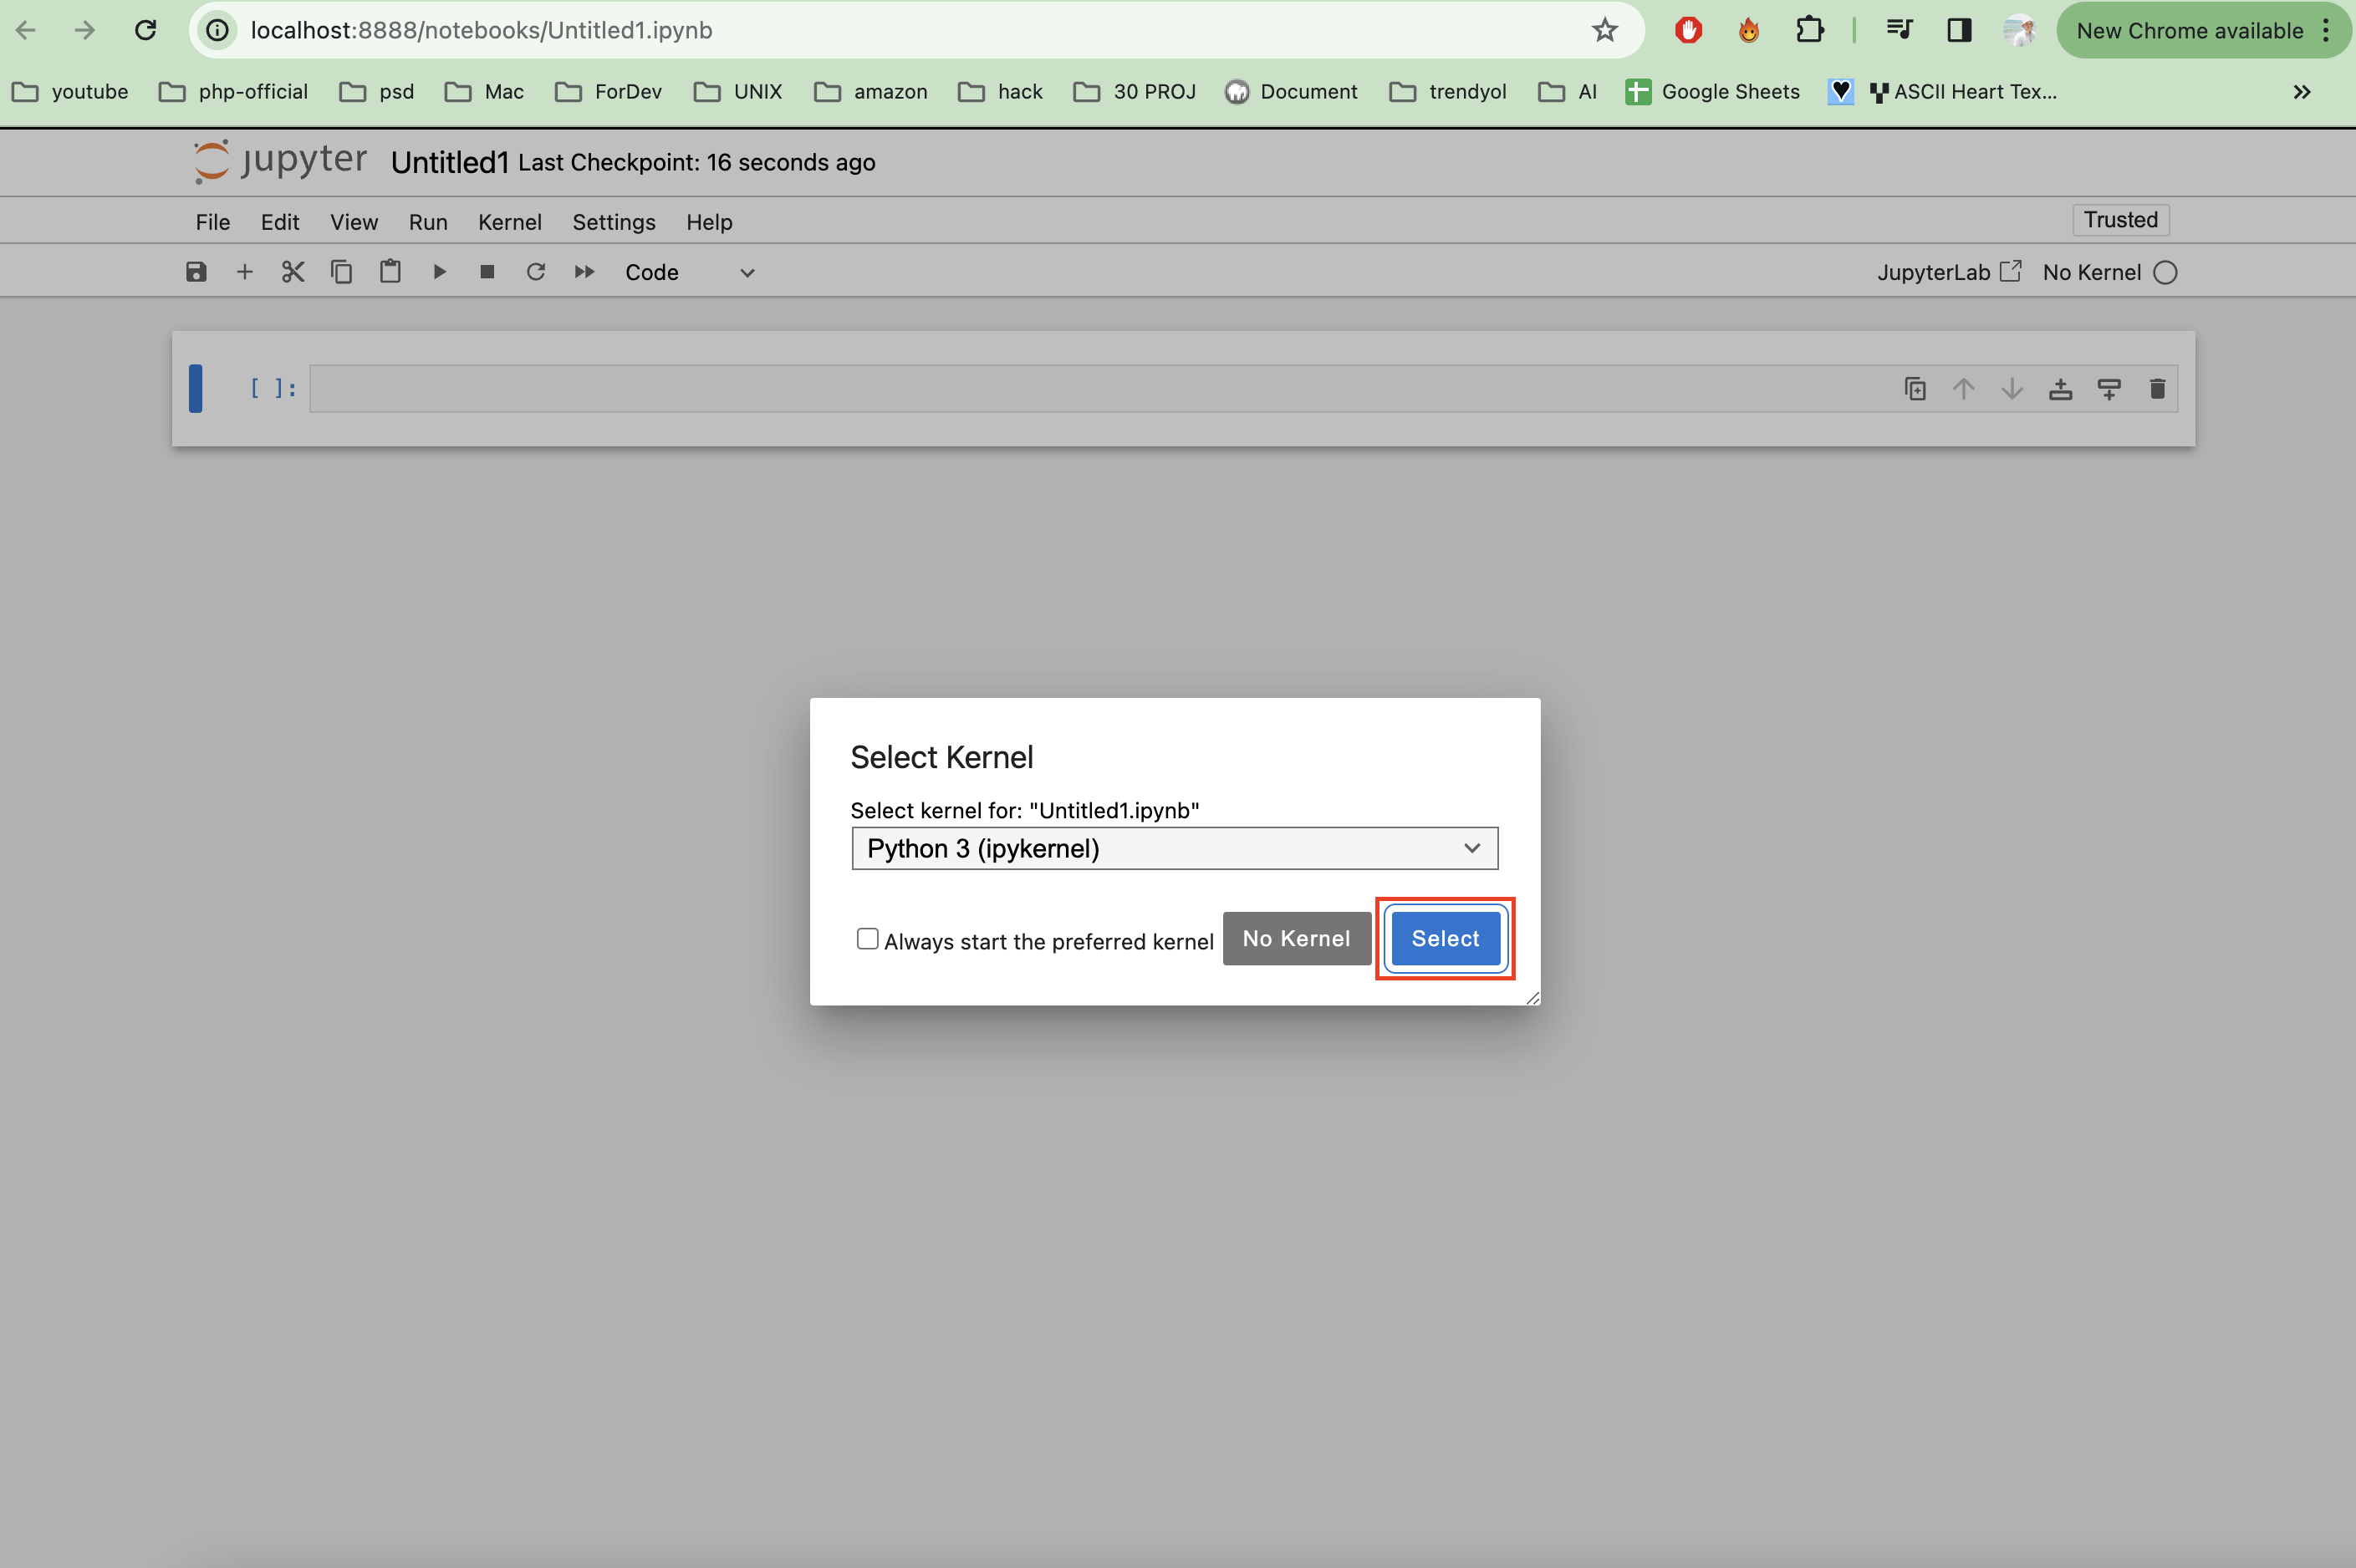 localhost:8888/notebooks/Untitled1.ipynb
New Chrome available
youtube php-official psd Mac ForDev UNIX amazon hack 30 PROJ Document trendyol AI Google Sheets ASCII Heart Tex...
jupyter Untitled1 Last Checkpoint: 16 seconds ago
File Edit View Run Kernel Settings Help
Trusted
Code
JupyterLab No Kernel
[ ]:
Select Kernel
Select kernel for: "Untitled1.ipynb"
Python 3 (ipykernel)
Always start the preferred kernel No Kernel Select